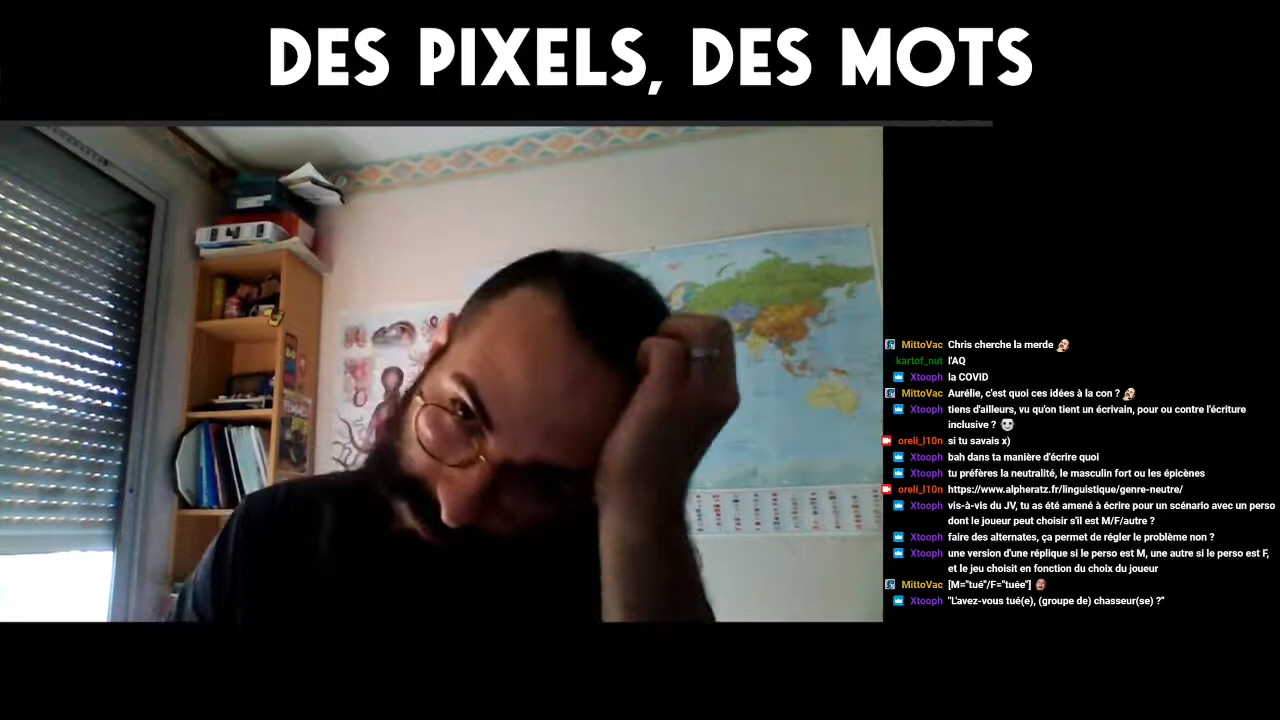 DES PIXELS, DES MOTS
MittoVac Chris cherche la merde
kartof_nut l'AQ
Xtooph la COVID
MittoVac Aurélie, c'est quoi ces idées à la con ?
Xtooph tiens d'ailleurs, vu qu'on tient un écrivain, pour ou contre l'écriture
inclusive ?
oreli_l10n si tu savais x)
Xtooph bah dans ta manière d'écrire quoi
Xtooph tu préfères la neutralité, le masculin fort ou les épicènes
oreli_l10n https://www.alpheratz.fr/linguistique/genre-neutre/
Xtooph vis-à-vis du JV, tu as été amené à écrire pour un scénario avec un perso
dont le joueur peut choisir s'il est M/F/autre ?
Xtooph faire des alternates, ça permet de régler le problème non ?
Xtooph une version d'une réplique si le perso est M, une autre si le perso est F,
et le jeu choisit en fonction du choix du joueur
MittoVac [M="tué"/F="tuée"]
Xtooph "L'avez-vous tué(e), (groupe de) chasseur(se) ?"